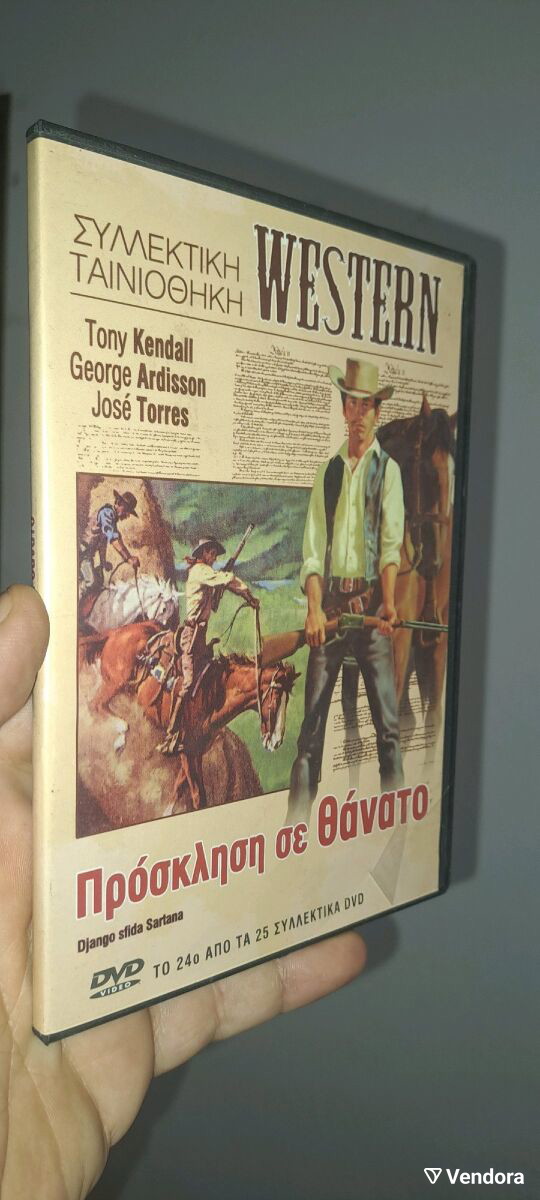 ΣΥΛΛΕΚΤΙΚΗ
ΤΑΙΝΙΟΘΗΚΗ
WESTERN
Tony Kendall
George Ardisson
José Torres
Πρόσκληση σε θάνατο
Django sfida Sartana
DVD
VIDEO
ΤΟ 24ο ΑΠΟ ΤΑ 25 ΣΥΛΛΕΚΤΙΚΑ DVD
Vendora